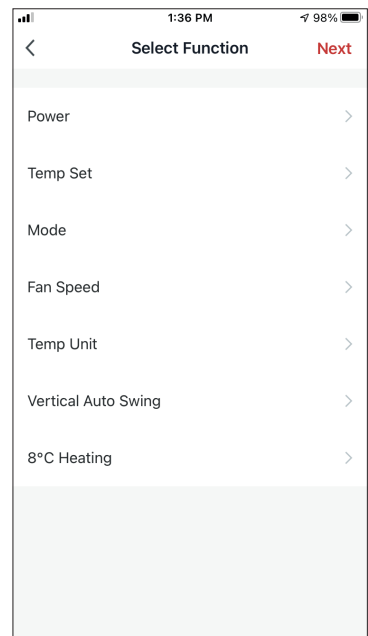 1:36 PM 98%
Select Function Next
Power
Temp Set
Mode
Fan Speed
Temp Unit
Vertical Auto Swing
8°C Heating